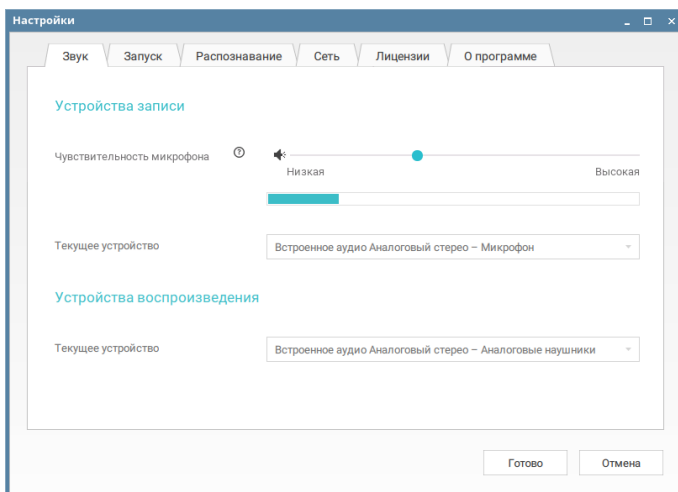 Настройки
Звук Запуск Распознавание Сеть Лицензии О программе
Устройства записи
Чувствительность микрофона ?
Низкая Высокая
Текущее устройство Встроенное аудио Аналоговый стерео – Микрофон
Устройства воспроизведения
Текущее устройство Встроенное аудио Аналоговый стерео – Аналоговые наушники
Готово Отмена